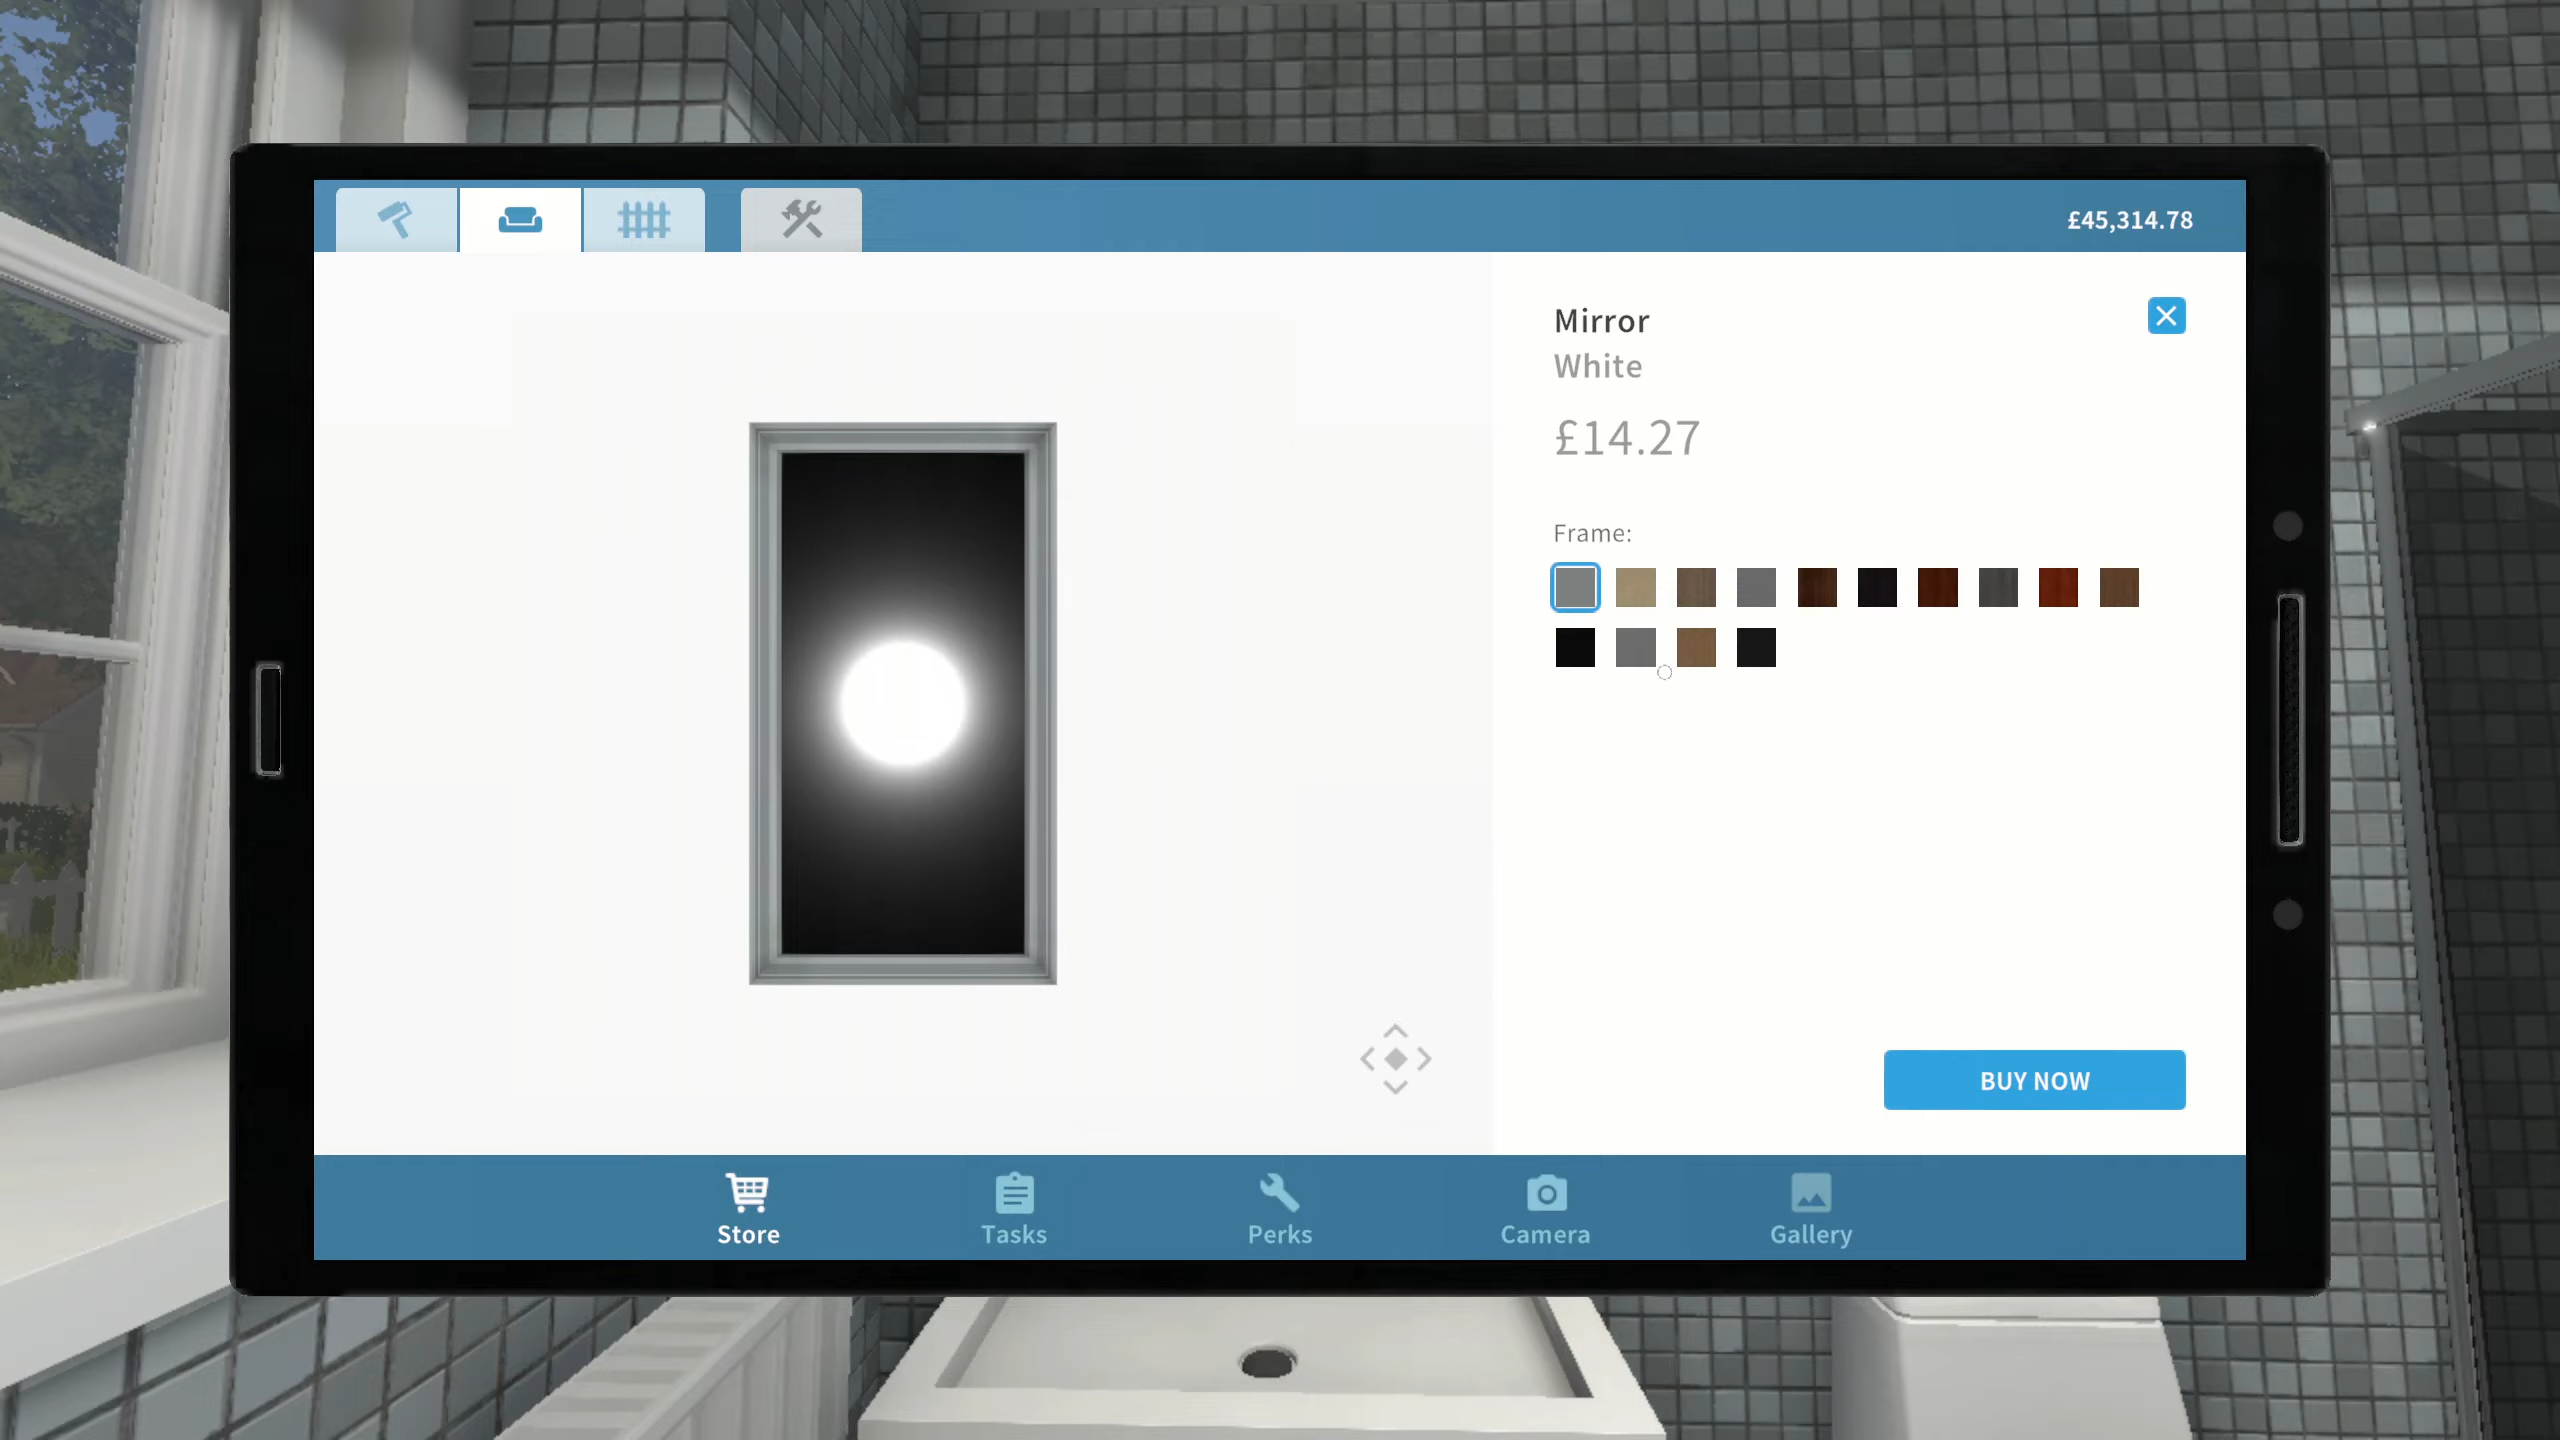 £45,314.78
Mirror
White
£14.27
Frame:
BUY NOW
Store
Tasks
Perks
Camera
Gallery